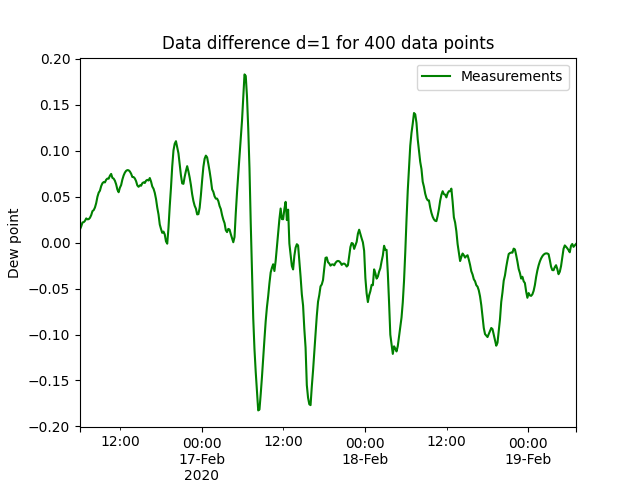 Data difference d=1 for 400 data points
Measurements
Dew point
0.20
0.15
0.10
0.05
0.00
−0.05
−0.10
−0.15
−0.20
12:00
00:00
17-Feb
2020
12:00
00:00
18-Feb
12:00
00:00
19-Feb